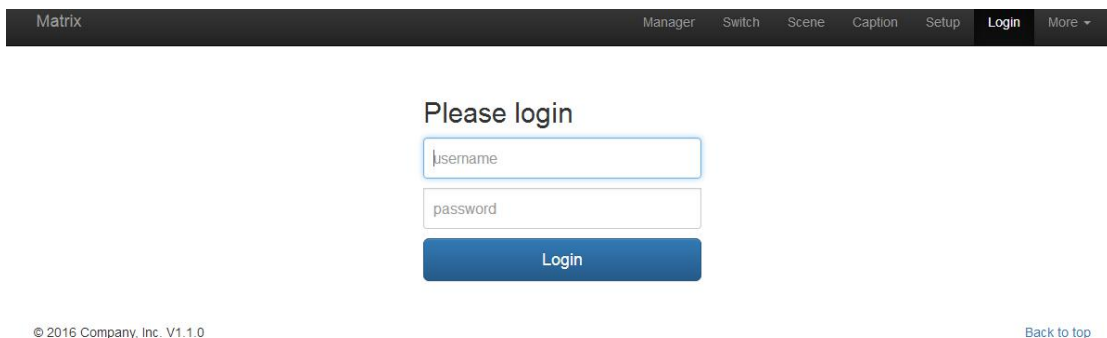 Matrix Manager Switch Scene Caption Setup Login More
Please login
username
password
Login
© 2016 Company, Inc. V1.1.0 Back to top